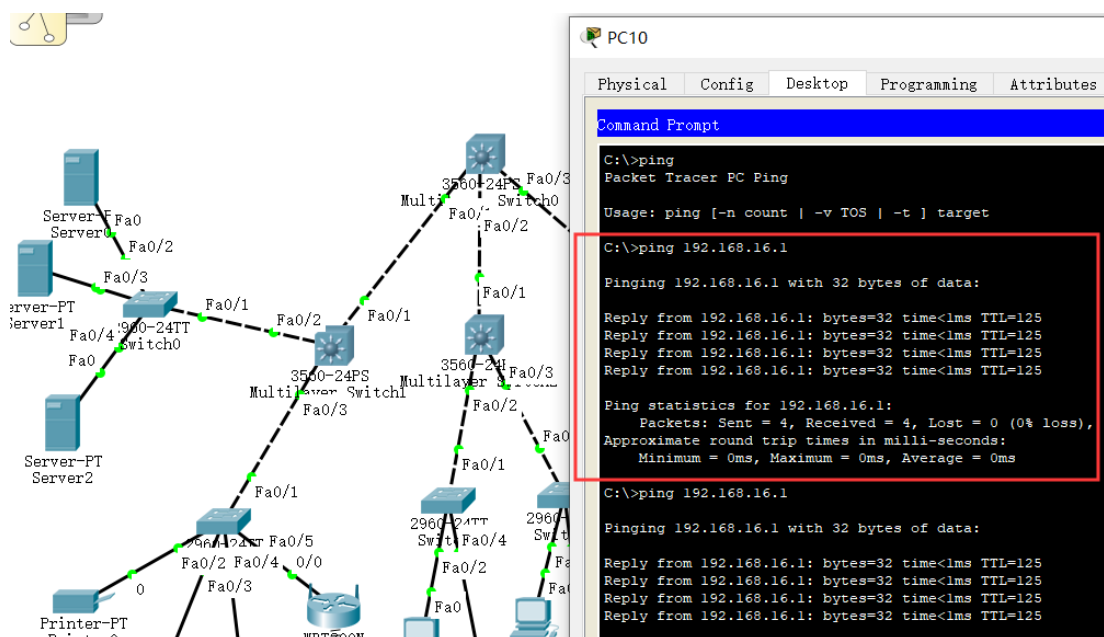 PC10
Physical Config Desktop Programming Attributes
Command Prompt
C:\>ping
Packet Tracer PC Ping
Usage: ping [-n count | -v TOS | -t ] target
C:\>ping 192.168.16.1
Pinging 192.168.16.1 with 32 bytes of data:
Reply from 192.168.16.1: bytes=32 time<1ms TTL=125
Reply from 192.168.16.1: bytes=32 time<1ms TTL=125
Reply from 192.168.16.1: bytes=32 time<1ms TTL=125
Reply from 192.168.16.1: bytes=32 time<1ms TTL=125
Ping statistics for 192.168.16.1:
Packets: Sent = 4, Received = 4, Lost = 0 (0% loss),
Approximate round trip times in milli-seconds:
Minimum = 0ms, Maximum = 0ms, Average = 0ms
C:\>ping 192.168.16.1
Pinging 192.168.16.1 with 32 bytes of data:
Reply from 192.168.16.1: bytes=32 time<1ms TTL=125
Reply from 192.168.16.1: bytes=32 time<1ms TTL=125
Reply from 192.168.16.1: bytes=32 time<1ms TTL=125
Reply from 192.168.16.1: bytes=32 time<1ms TTL=125
3560-24PS
Switch0
Fa0/3
Fa0/2
Fa0
Fa0/2
Fa0/3
Server1
Fa0/4
Switch0
Fa0
Server-PT
Server2
Fa0/1
Fa0/2
Fa0/1
3560-24PS
Multilayer Switch1
Fa0/3
Fa0/1
Fa0/1
Fa0/3
Fa0/2
Fa0/1
Fa0/4
Fa0/2
Fa0
Fa0/5
Fa0/2
Fa0/4
0/0
Fa0/3
0
Printer-PT